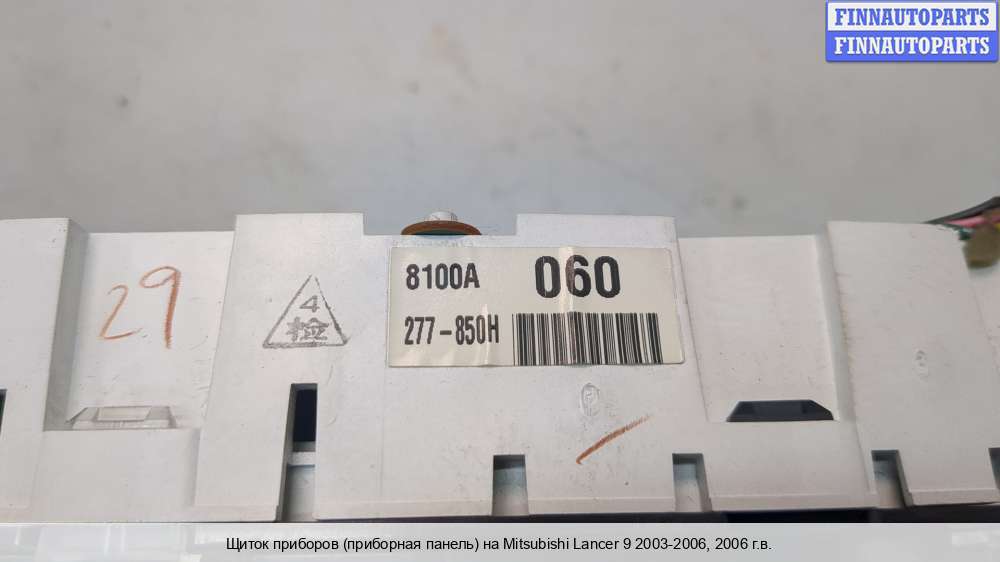 FINNAUTOPARTS
FINNAUTOPARTS
8100A 060
277-850H
29
4
検
Щиток приборов (приборная панель) на Mitsubishi Lancer 9 2003-2006, 2006 г.в.